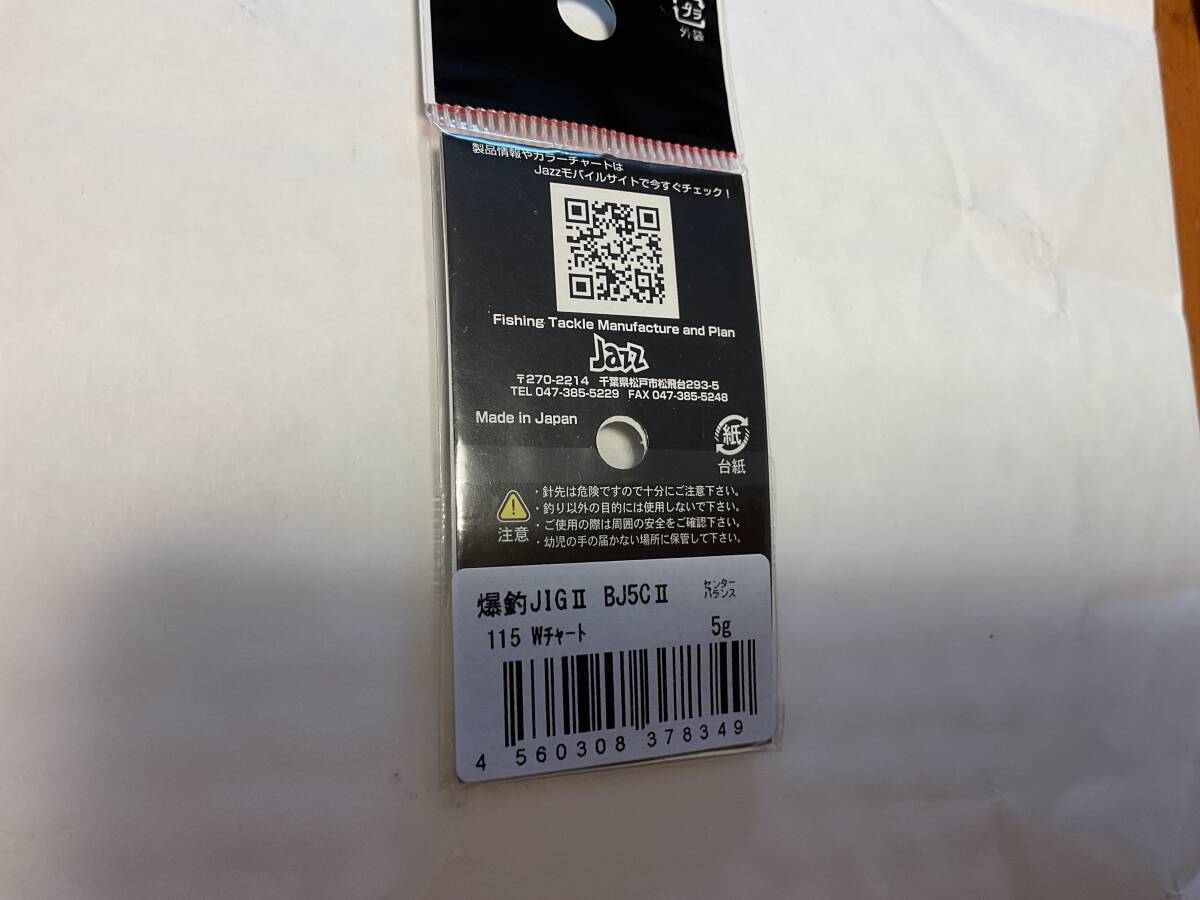 プラ
外袋
製品情報やカラーチャートは
Jazzモバイルサイトで今すぐチェック！
Fishing Tackle Manufacture and Plan
Jazz
〒270-2214 千葉県松戸市松飛台293-5
TEL 047-385-5229 FAX 047-385-5248
Made in Japan
紙
台紙
・針先は危険ですので十分にご注意下さい。
・釣り以外の目的には使用しないで下さい。
・ご使用の際は周囲の安全をご確認下さい。
・幼児の手の届かない場所に保管して下さい。
注意
爆釣JIGⅡ BJ5CⅡ センターバランス
115 Wチャート 5g
4 560308 378349